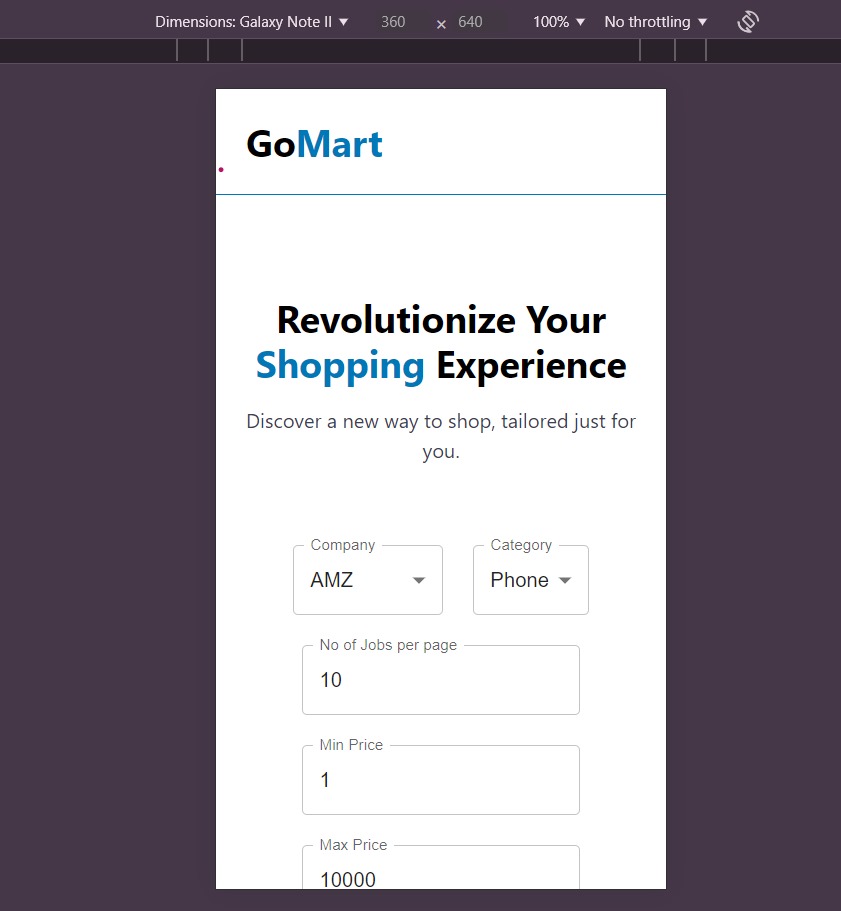 Dimensions: Galaxy Note II 360 × 640 100% No throttling
GoMart
Revolutionize Your
Shopping Experience
Discover a new way to shop, tailored just for
you.
Company Category
AMZ Phone
No of Jobs per page
10
Min Price
1
Max Price
10000